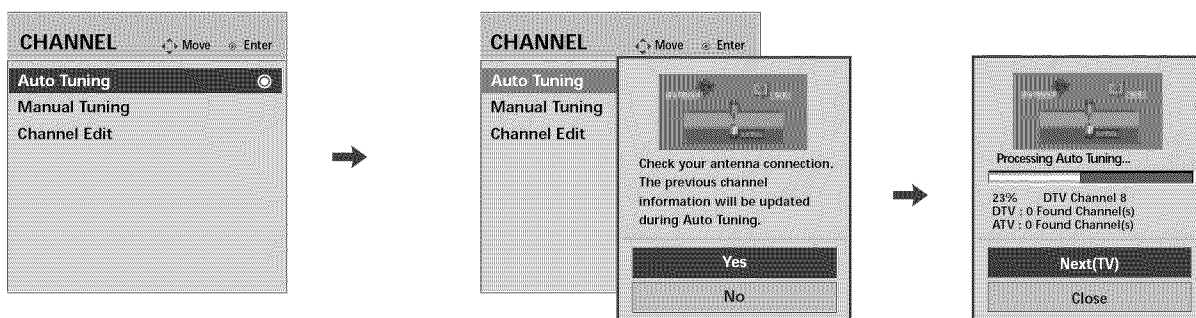 CHANNEL Move Enter
Auto Tuning
Manual Tuning
Channel Edit
CHANNEL Move Enter
Auto Tuning
Manual Tuning
Channel Edit
Check your antenna connection.
The previous channel
information will be updated
during Auto Tuning.
Yes
No
Processing Auto Tuning...
23% DTV Channel 8
DTV : 0 Found Channel(s)
ATV : 0 Found Channel(s)
Next(TV)
Close